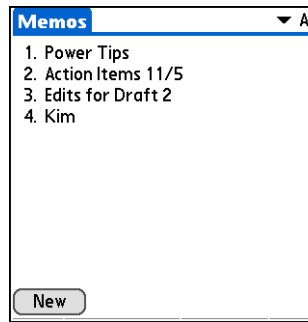 Memos
1. Power Tips
2. Action Items 11/5
3. Edits for Draft 2
4. Kim
New